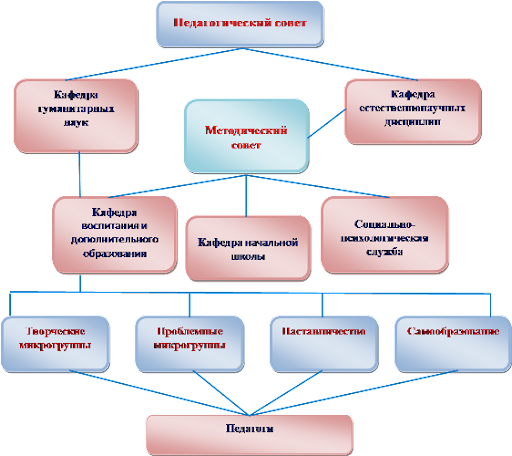 Педагогический совет
Кафедра
гуманитарных
наук
Кафедра
естественнонаучных
дисциплин
Методический
совет
Кафедра
воспитания и
дополнительного
образования
Кафедра начальной
школы
Социально-
психологическая
служба
Творческие
микрогруппы
Проблемные
микрогруппы
Наставничество
Самообразование
Педагоги